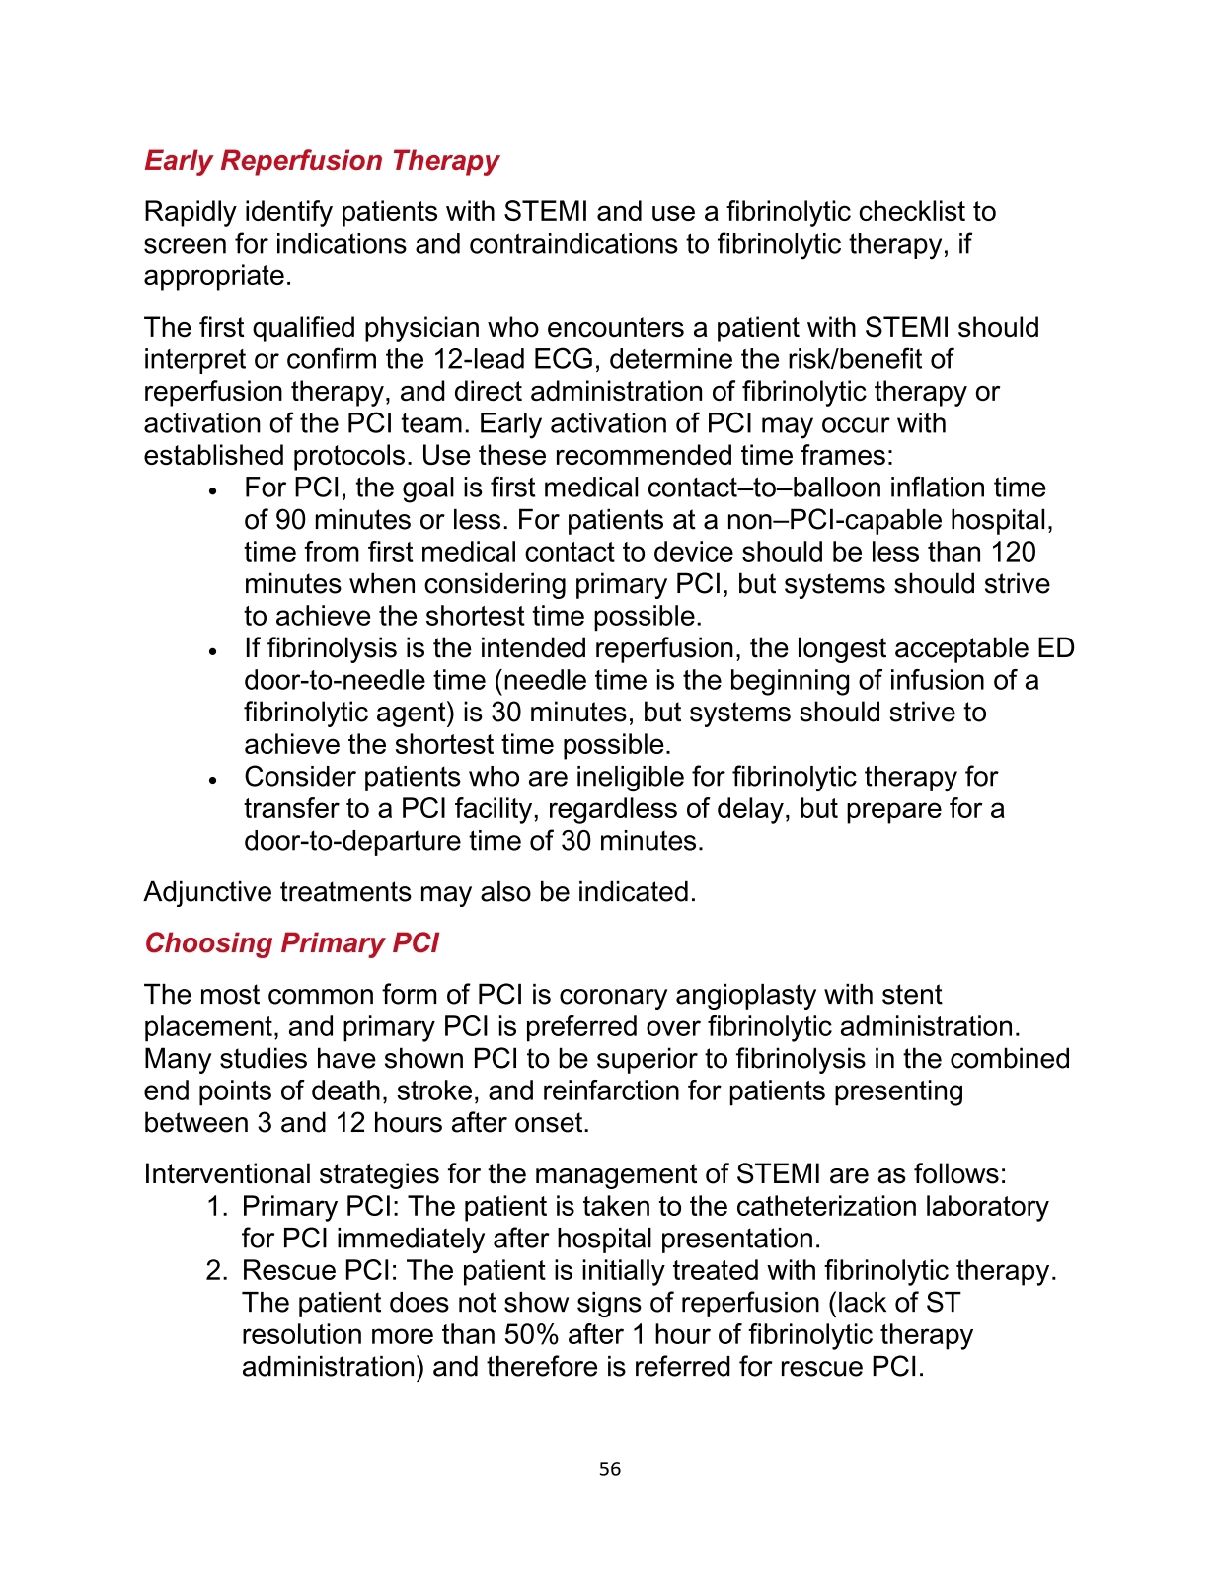 Early Reperfusion Therapy
Rapidly identify patients with STEMI and use a fibrinolytic checklist to
screen for indications and contraindications to fibrinolytic therapy, if
appropriate.
The first qualified physician who encounters a patient with STEMI should
interpret or confirm the 12-lead ECG, determine the risk/benefit of
reperfusion therapy, and direct administration of fibrinolytic therapy or
activation of the PCI team. Early activation of PCI may occur with
established protocols. Use these recommended time frames:
• For PCI, the goal is first medical contact–to–balloon inflation time
of 90 minutes or less. For patients at a non–PCI-capable hospital,
time from first medical contact to device should be less than 120
minutes when considering primary PCI, but systems should strive
to achieve the shortest time possible.
• If fibrinolysis is the intended reperfusion, the longest acceptable ED
door-to-needle time (needle time is the beginning of infusion of a
fibrinolytic agent) is 30 minutes, but systems should strive to
achieve the shortest time possible.
• Consider patients who are ineligible for fibrinolytic therapy for
transfer to a PCI facility, regardless of delay, but prepare for a
door-to-departure time of 30 minutes.
Adjunctive treatments may also be indicated.
Choosing Primary PCI
The most common form of PCI is coronary angioplasty with stent
placement, and primary PCI is preferred over fibrinolytic administration.
Many studies have shown PCI to be superior to fibrinolysis in the combined
end points of death, stroke, and reinfarction for patients presenting
between 3 and 12 hours after onset.
Interventional strategies for the management of STEMI are as follows:
1. Primary PCI: The patient is taken to the catheterization laboratory
for PCI immediately after hospital presentation.
2. Rescue PCI: The patient is initially treated with fibrinolytic therapy.
The patient does not show signs of reperfusion (lack of ST
resolution more than 50% after 1 hour of fibrinolytic therapy
administration) and therefore is referred for rescue PCI.
56